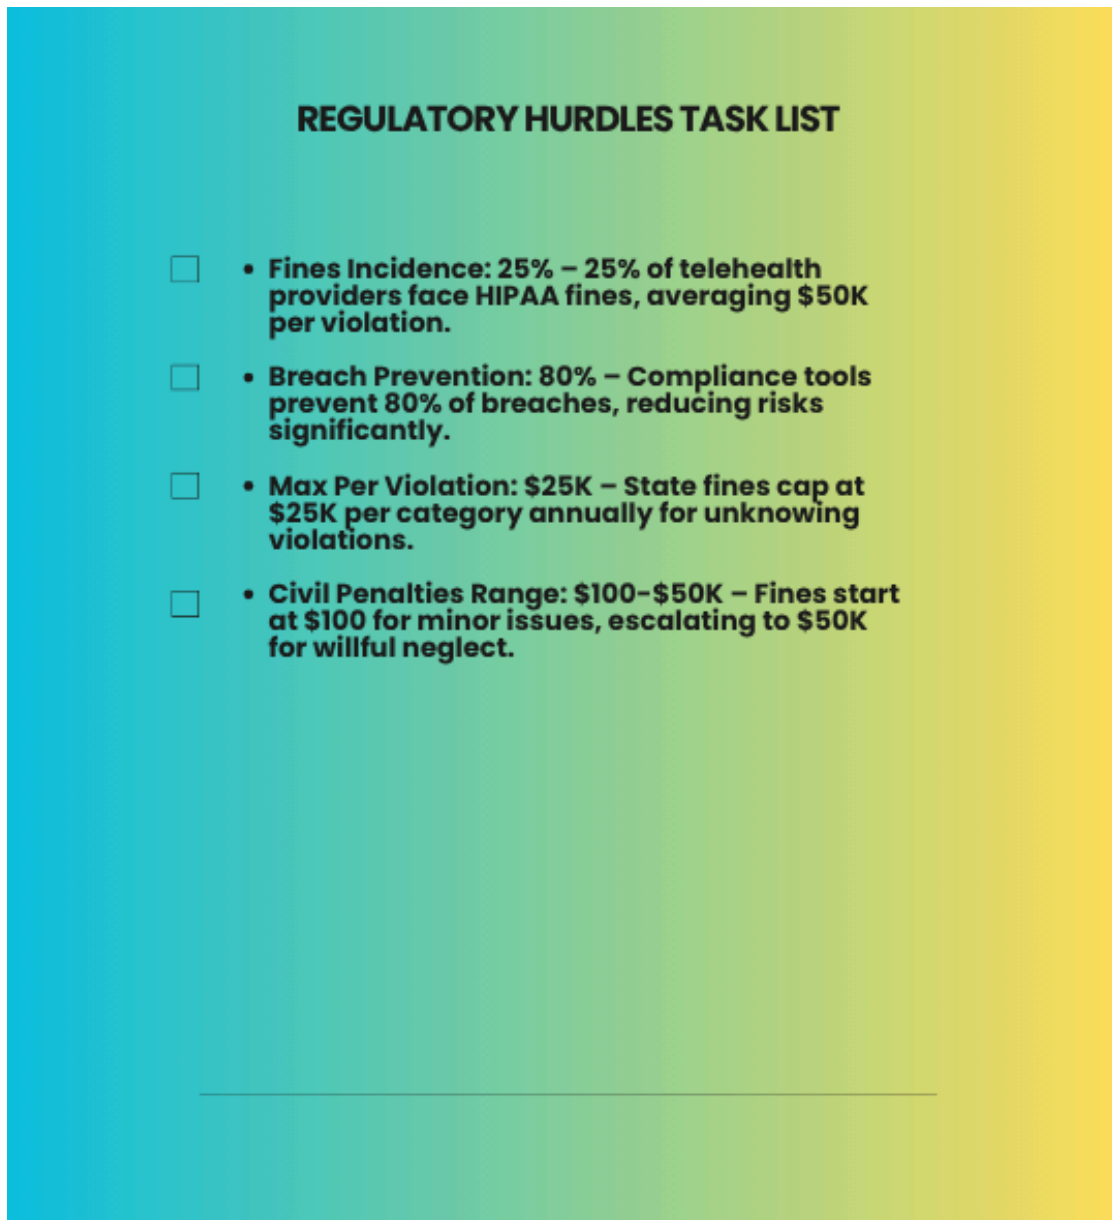 REGULATORY HURDLES TASK LIST
• Fines Incidence: 25% – 25% of telehealth
providers face HIPAA fines, averaging $50K
per violation.
• Breach Prevention: 80% – Compliance tools
prevent 80% of breaches, reducing risks
significantly.
• Max Per Violation: $25K – State fines cap at
$25K per category annually for unknowing
violations.
• Civil Penalties Range: $100-$50K – Fines start
at $100 for minor issues, escalating to $50K
for willful neglect.